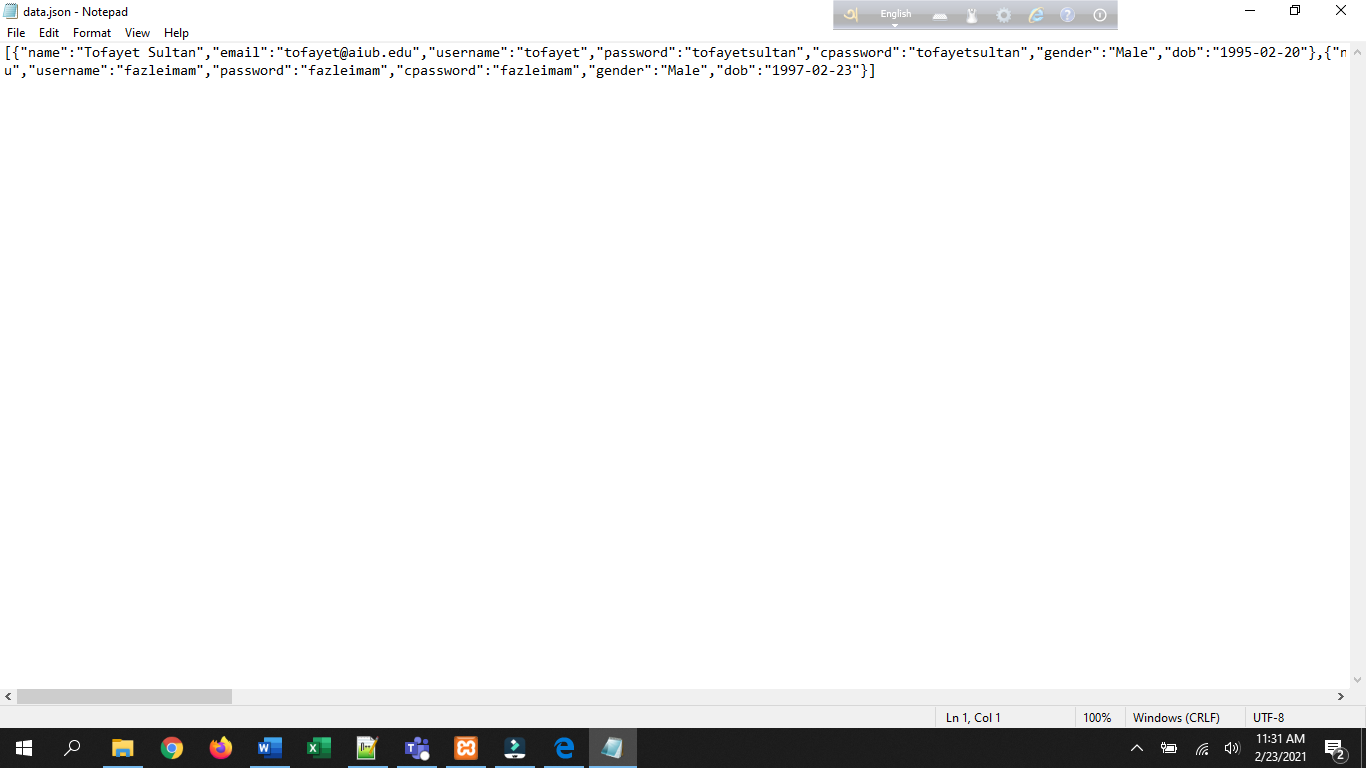 data.json - Notepad
English
File Edit Format View Help
[{"name":"Tofayet Sultan","email":"tofayet@aiub.edu","username":"tofayet","password":"tofayetsultan","cpassword":"tofayetsultan","gender":"Male","dob":"1995-02-20"},{"n
u","username":"fazleimam","password":"fazleimam","cpassword":"fazleimam","gender":"Male","dob":"1997-02-23"}]
Ln 1, Col 1 100% Windows (CRLF) UTF-8
11:31 AM
2/23/2021
2